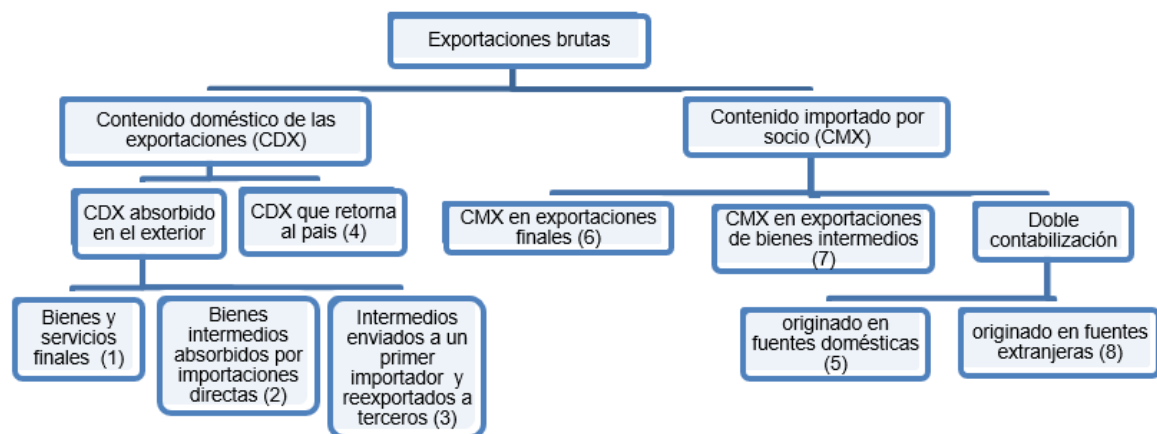 Exportaciones brutas
Contenido doméstico de las
exportaciones (CDX)
Contenido importado por
socio (CMX)
CDX absorbido
en el exterior
CDX que retorna
al pais (4)
CMX en exportaciones
finales (6)
CMX en exportaciones
de bienes intermedios
(7)
Doble
contabilización
Bienes y
servicios
finales (1)
Bienes
intermedios
absorbidos por
importaciones
directas (2)
Intermedios
enviados a un
primer
importador y
reexportados a
terceros (3)
originado en
fuentes domésticas
(5)
originado en fuentes
extranjeras (8)